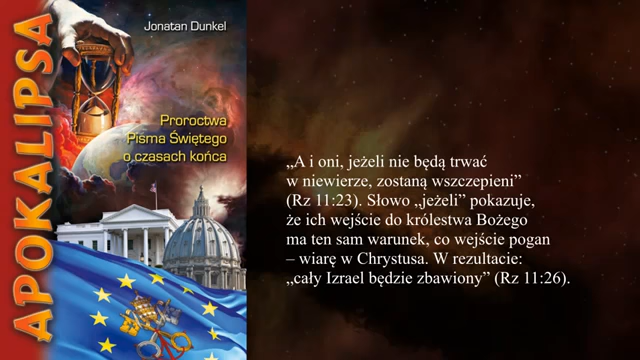 APOKALIPSA
Jonatan Dunkel
Proroctwa
Pisma Świętego
o czasach końca
„A i oni, jeżeli nie będą trwać
w niewierze, zostaną wszczepieni”
(Rz 11:23). Słowo „jeżeli” pokazuje,
że ich wejście do królestwa Bożego
ma ten sam warunek, co wejście pogan
– wiarę w Chrystusa. W rezultacie:
„cały Izrael będzie zbawiony” (Rz 11:26).